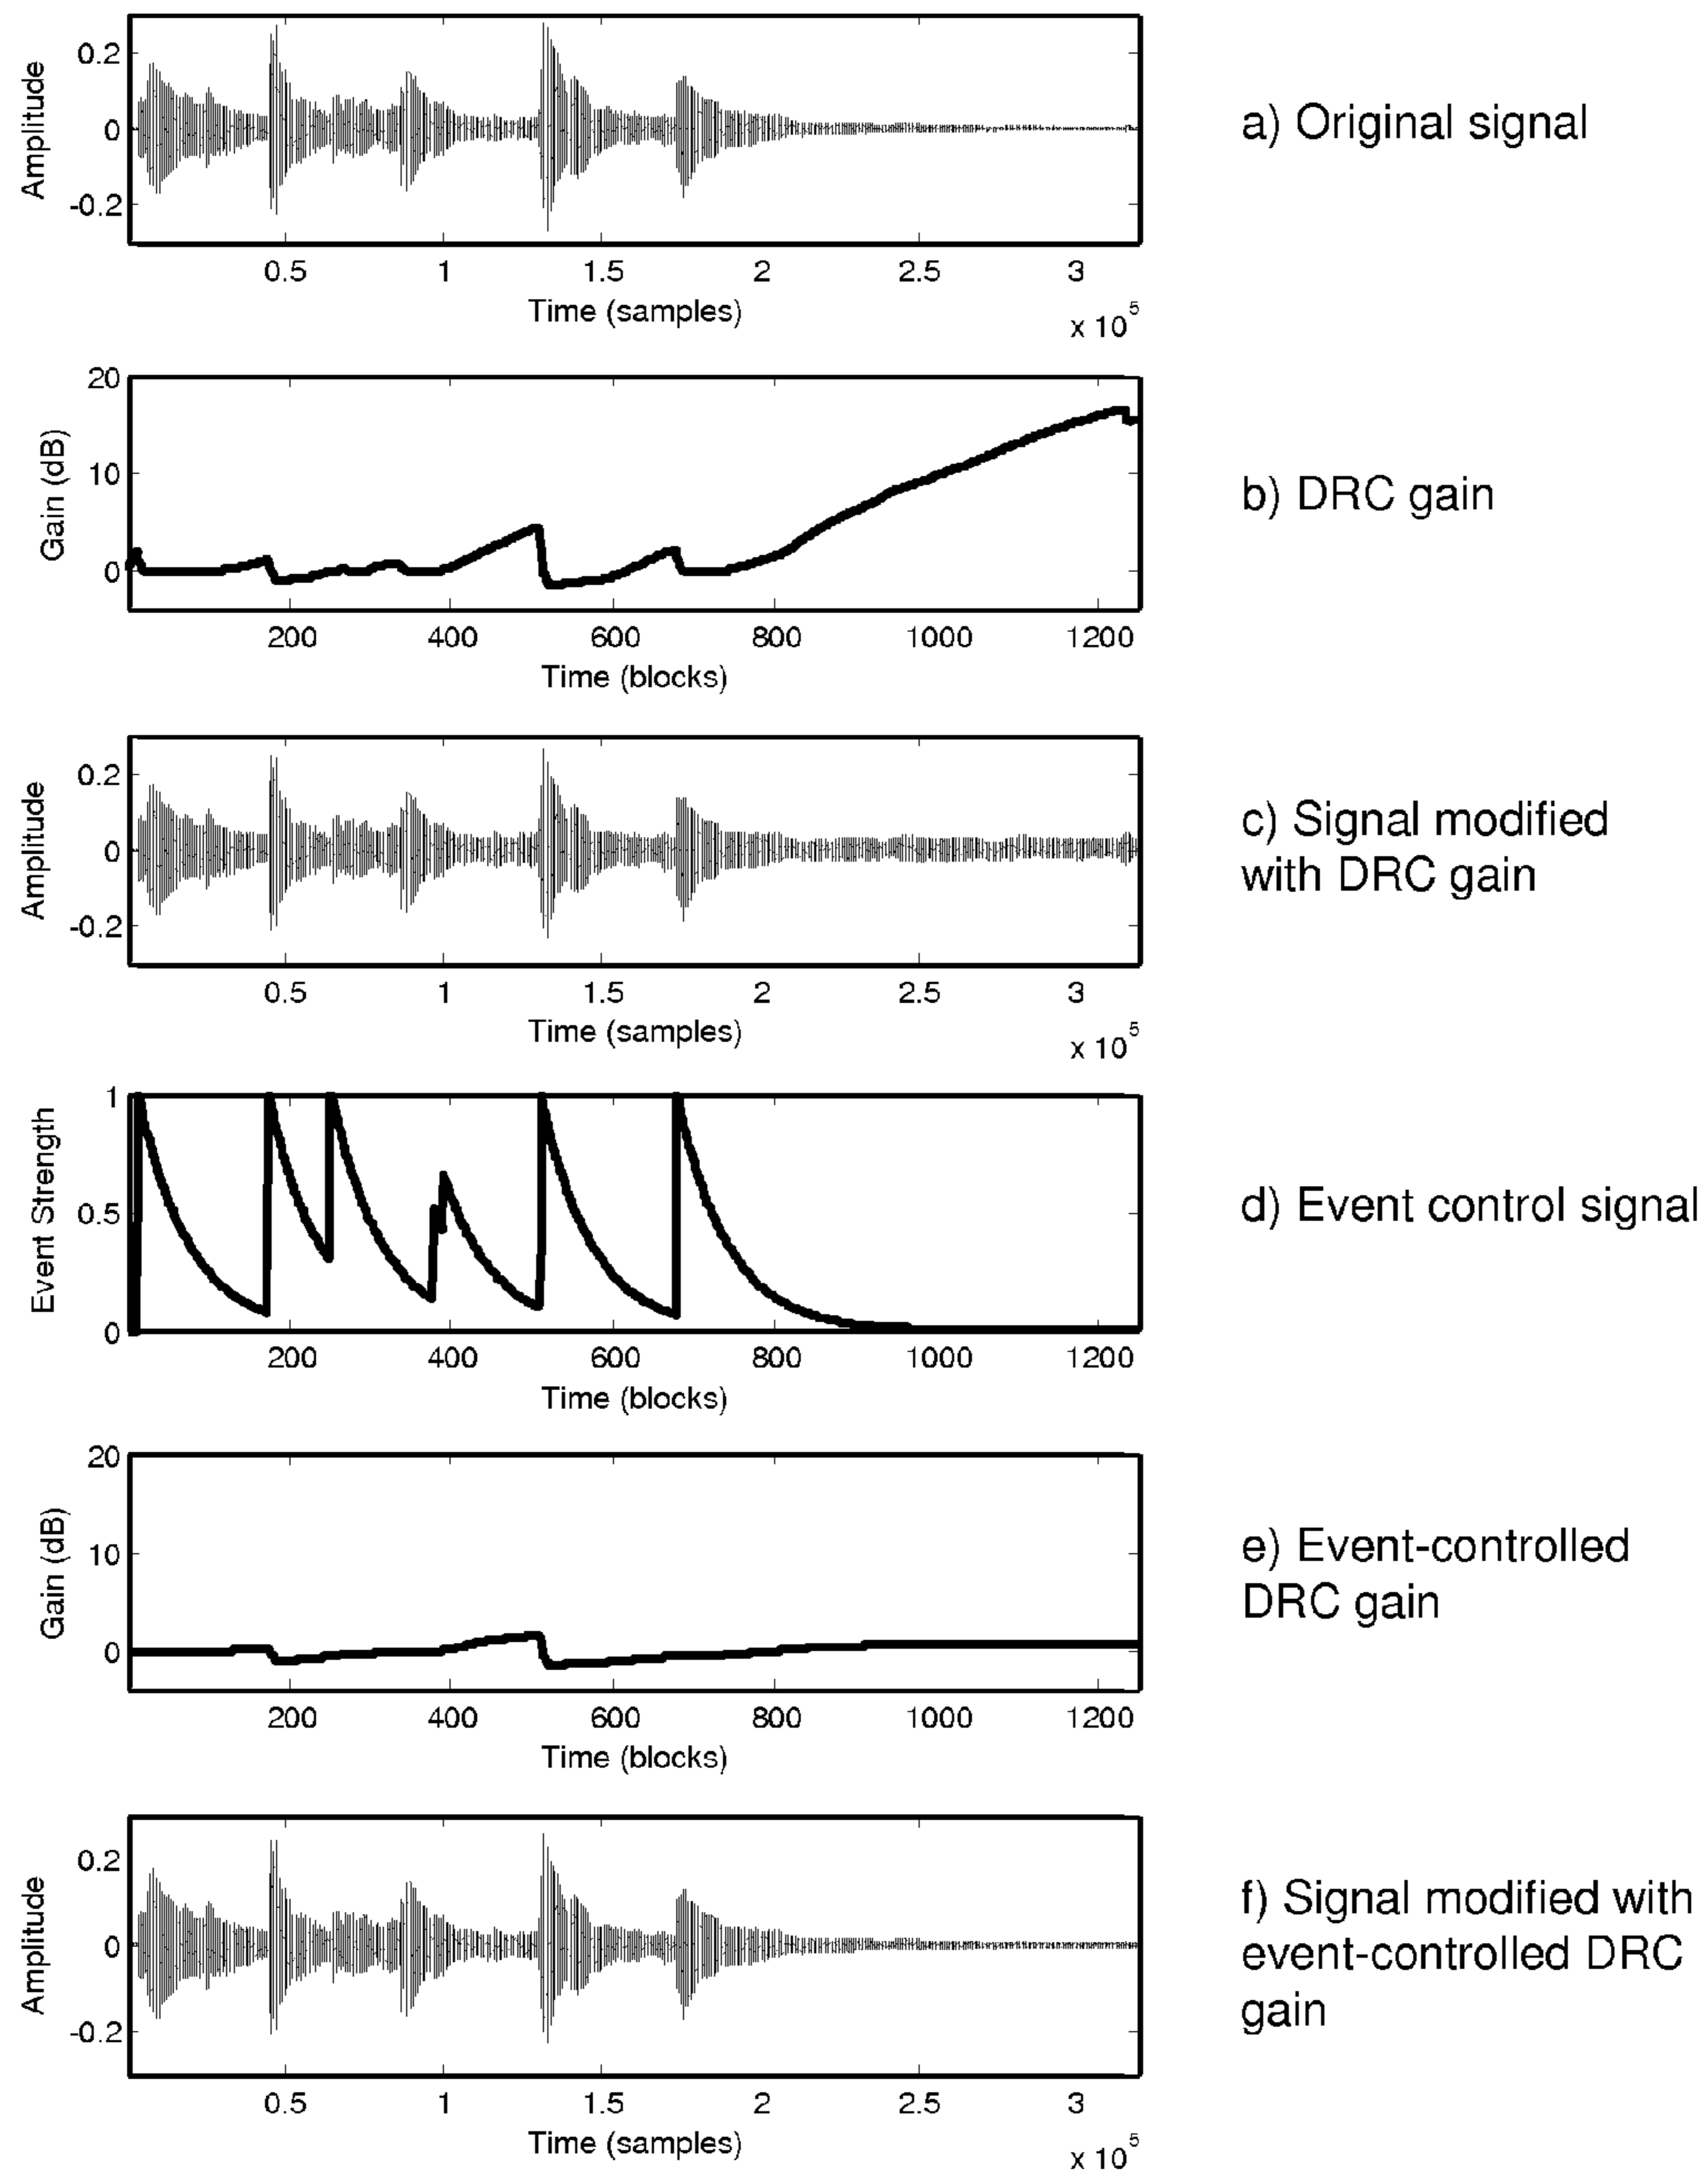 0.2
0
-0.2
Amplitude
0.5 1 1.5 2 2.5 3
Time (samples)
x 10^5
a) Original signal
20
10
0
Gain (dB)
200 400 600 800 1000 1200
Time (blocks)
b) DRC gain
0.2
0
-0.2
Amplitude
0.5 1 1.5 2 2.5 3
Time (samples)
x 10^5
c) Signal modified
with DRC gain
1
0.5
0
Event Strength
200 400 600 800 1000 1200
Time (blocks)
d) Event control signal
20
10
0
Gain (dB)
200 400 600 800 1000 1200
Time (blocks)
e) Event-controlled
DRC gain
0.2
0
-0.2
Amplitude
0.5 1 1.5 2 2.5 3
Time (samples)
x 10^5
f) Signal modified with
event-controlled DRC
gain